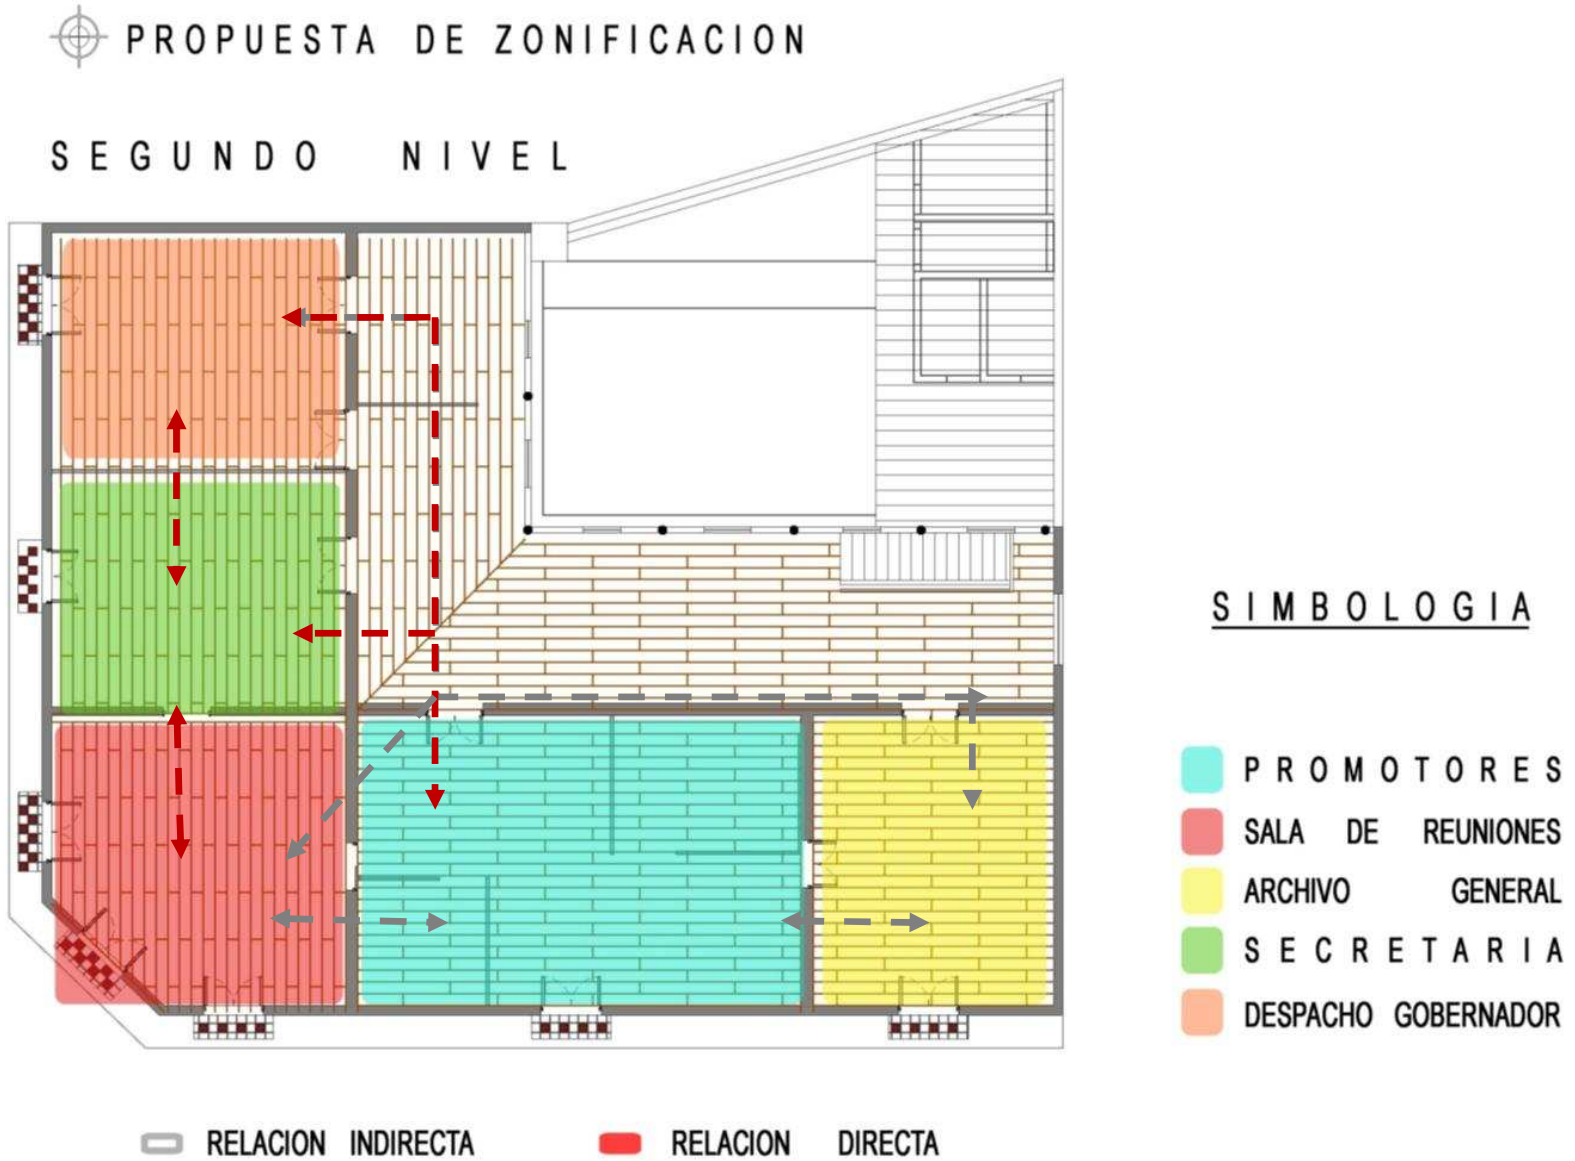 PROPUESTA DE ZONIFICACION
SEGUNDO NIVEL
SIMBOLOGIA
PROMOTORES
SALA DE REUNIONES
ARCHIVO GENERAL
SECRETARIA
DESPACHO GOBERNADOR
RELACION INDIRECTA
RELACION DIRECTA